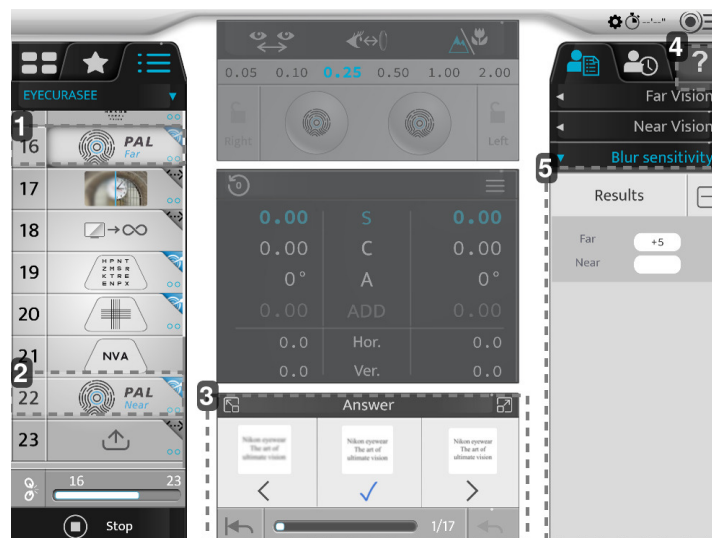 --'--"
4
?
0.05 0.10 0.25 0.50 1.00 2.00
Right
Left
EYECURASEE
1
16
PAL
Far
17
18
19
HPNT
ZMSR
KTRE
ENPX
20
21
NVA
2
22
PAL
Near
23
16 23
Stop
0
0.00 S 0.00
0.00 C 0.00
0° A 0°
0.00 ADD 0.00
0.0 Hor. 0.0
0.0 Ver. 0.0
3
Answer
Nikon eyewear
The art of
ultimate vision
Nikon eyewear
The art of
ultimate vision
Nikon eyewear
The art of
ultimate vision
1/17
Far Vision
Near Vision
5
Blur sensitivity
Results
Far +5
Near